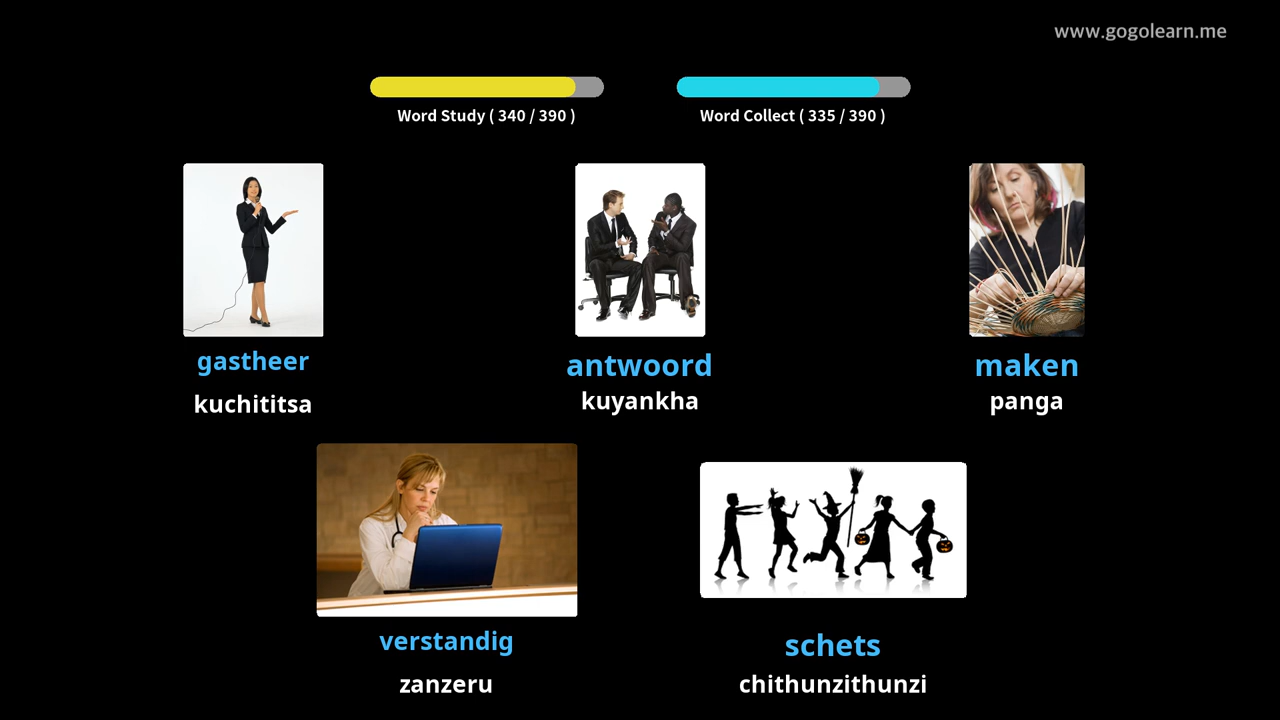 www.gogolearn.me
Word Study ( 340 / 390 )
Word Collect ( 335 / 390 )
gastheer
kuchititsa
antwoord
kuyankha
maken
panga
verstandig
zanzeru
schets
chithunzithunzi